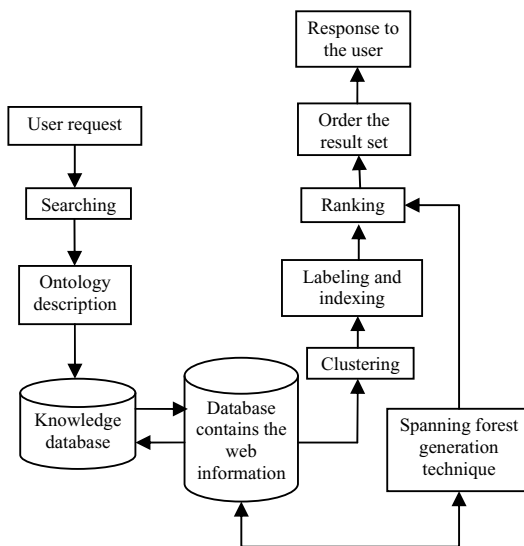 Response to
the user
User request
Order the
result set
Searching
Ranking
Ontology
description
Labeling and
indexing
Clustering
Knowledge
database
Database
contains the
web
information
Spanning forest
generation
technique